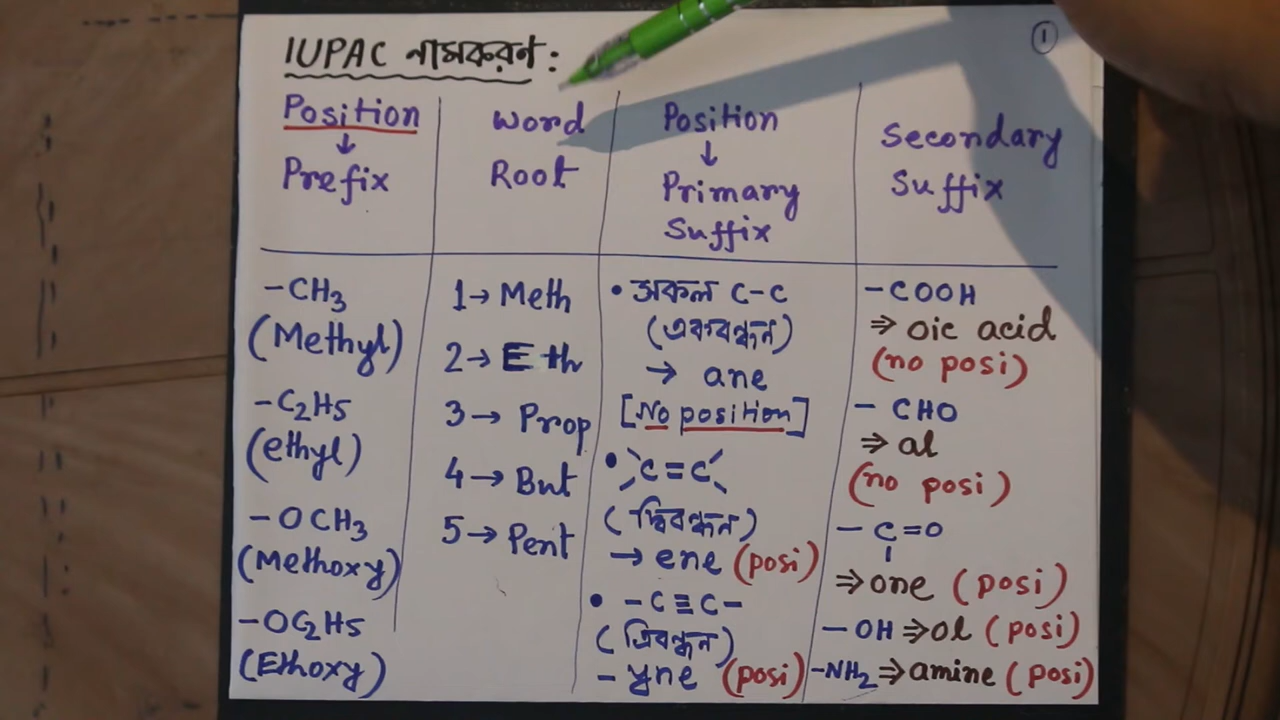 IUPAC নামকরণ:
1
Position
↓
Prefix
Word
Root
Position
↓
Primary
Suffix
Secondary
Suffix
-CH3
(Methyl)
-C2H5
(ethyl)
-OCH3
(Methoxy)
-OC2H5
(Ethoxy)
1→ Meth
2→ Eth
3→ Prop
4→ But
5→ Pent
• সকল C-C
(একবন্ধন)
→ ane
[No position]
• C=C
(দ্বিবন্ধন)
→ ene (posi)
• -C≡C-
(ত্রিবন্ধন)
- yne (posi)
-COOH
⇒ oic acid
(no posi)
- CHO
⇒ al
(no posi)
- C=O
⇒ one (posi)
- OH ⇒ ol (posi)
-NH2 ⇒ amine (posi)